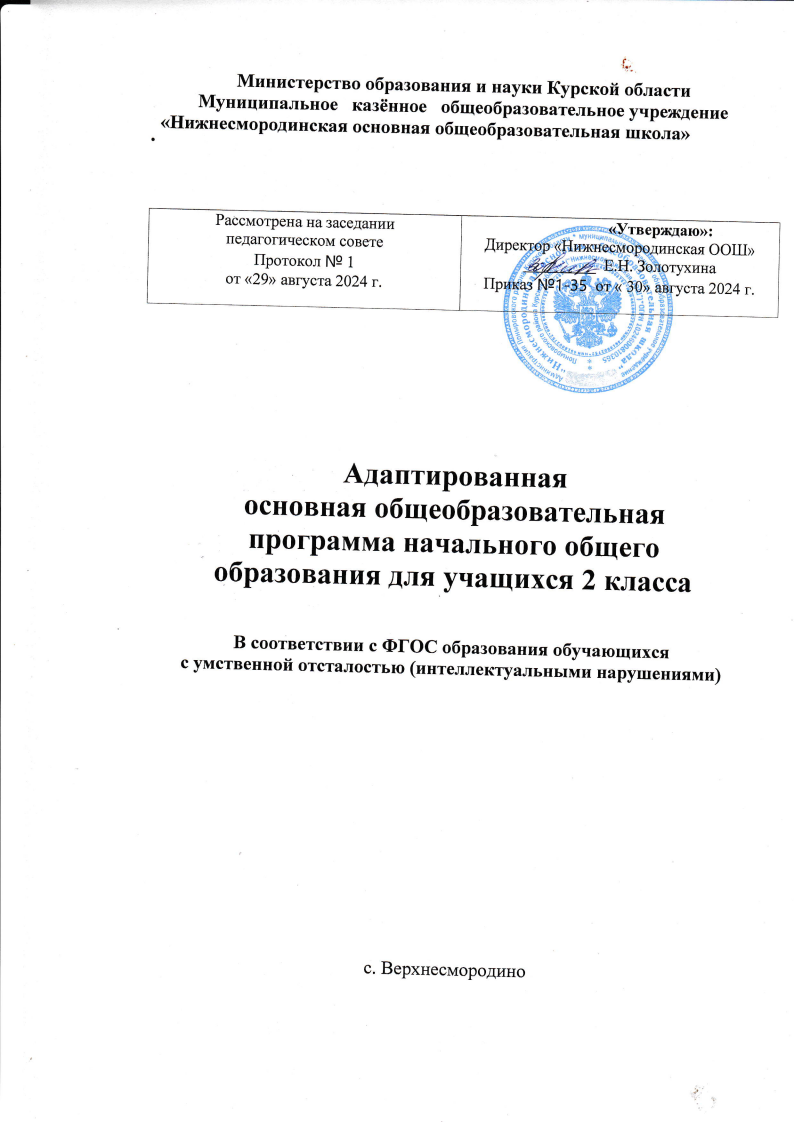 Министерство образования и науки Курской области
Муниципальное казённое общеобразовательное учреждение
«Нижнесмородинская основная общеобразовательная школа»
Рассмотрена на заседании
педагогическом совете
Протокол № 1
от «29» августа 2024 г.
«Утверждаю»:
Директор «Нижнесмородинская ООШ»
Е.Н. Золотухина
Приказ №1-35 от « 30» августа 2024 г.
Адаптированная
основная общеобразовательная
программа начального общего
образования для учащихся 2 класса
В соответствии с ФГОС образования обучающихся
с умственной отсталостью (интеллектуальными нарушениями)
с. Верхнесмородино